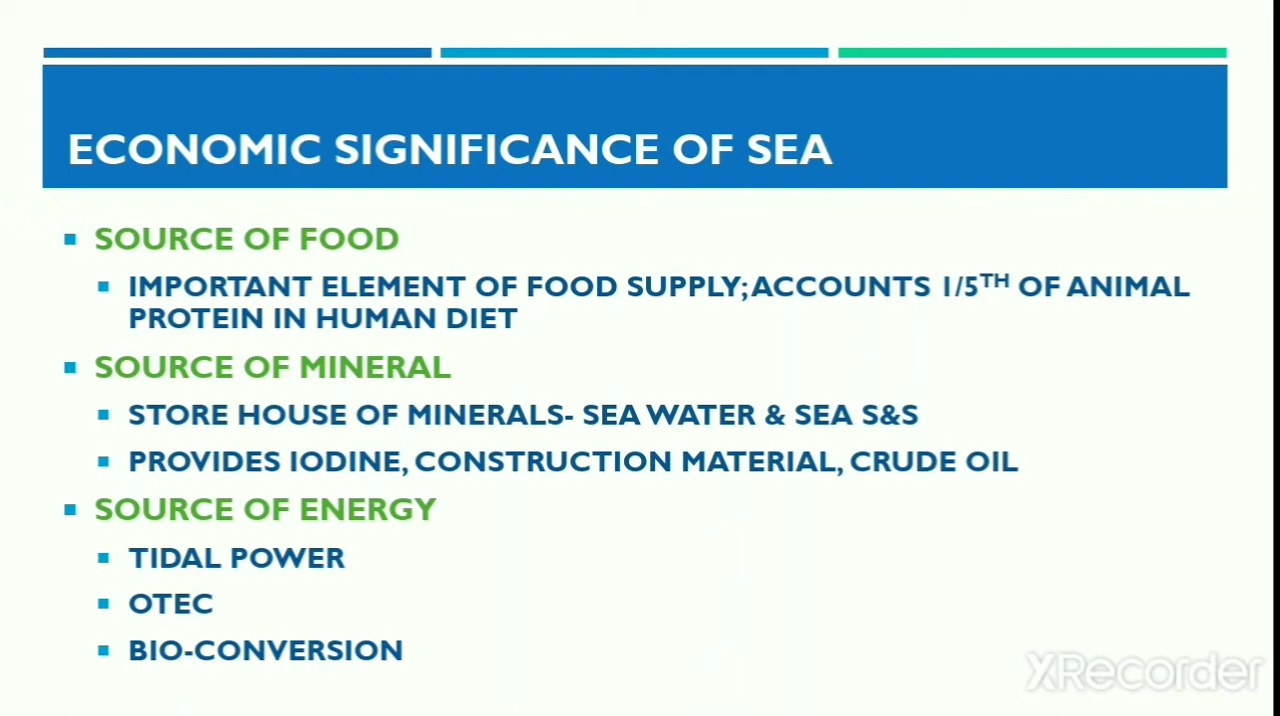 ECONOMIC SIGNIFICANCE OF SEA
SOURCE OF FOOD
IMPORTANT ELEMENT OF FOOD SUPPLY; ACCOUNTS 1/5TH OF ANIMAL
PROTEIN IN HUMAN DIET
SOURCE OF MINERAL
STORE HOUSE OF MINERALS- SEA WATER & SEA S&S
PROVIDES IODINE, CONSTRUCTION MATERIAL, CRUDE OIL
SOURCE OF ENERGY
TIDAL POWER
OTEC
BIO-CONVERSION
XRecorder